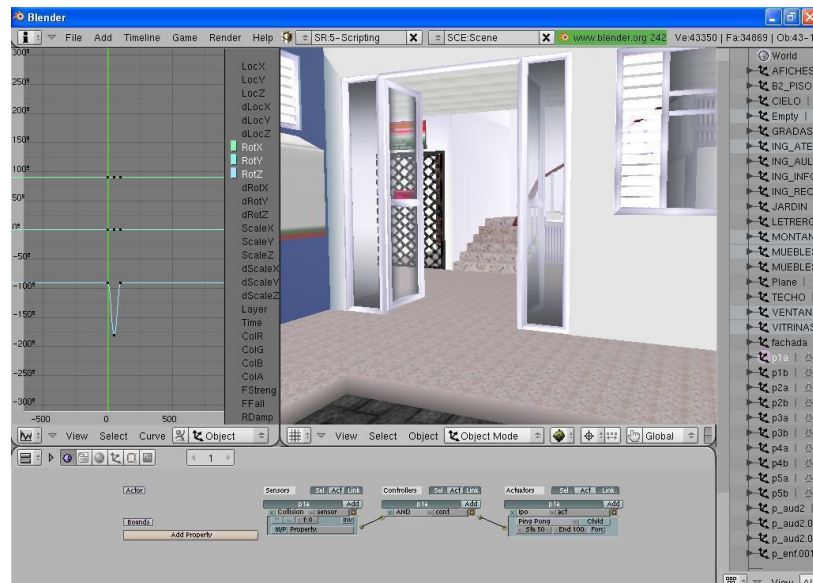 Blender
File Add Timeline Game Render Help SR:5-Scripting SCE:Scene www.blender.org 242 Ve:43350 | Fa:34869 | Ob:43-1
300°
250°
200°
150°
100°
50°
0°
-50°
-100°
-150°
-200°
-250°
-300°
-500 0 500
LocX
LocY
LocZ
dLocX
dLocY
dLocZ
RotX
RotY
RotZ
dRotX
dRotY
dRotZ
ScaleX
ScaleY
ScaleZ
dScaleX
dScaleY
dScaleZ
Layer
Time
ColR
ColG
ColB
ColA
FStreng
FFall
RDamp
World
AFICHES
B2_PISO
CIELO |
Empty |
GRADAS
ING_ATE
ING_AUL
ING_INFO
ING_REC
JARDIN
LETRERO
MONTAN
MUEBLES
MUEBLES
Plane |
TECHO |
VENTAN
VITRINAS
fachada
p1a |
p1b |
p2a |
p2b |
p3a |
p3b |
p4a |
p4b |
p5a |
p5b |
p_aud2 |
p_aud2.0
p_aud2.0
p_enf.001
View Select Curve Object
View Select Object Object Mode Global
View
1
Actor
Bounds
Add Property
Sensors Sel Act Link
p1a Add
Collision sensor
f:0 Inv
M/P Property:
Controllers Sel Act Link
p1a Add
AND cont
Actuators Sel Act Link
p1a Add
Ipo act
Ping Pong Child
Sta 50 End 100 Forc